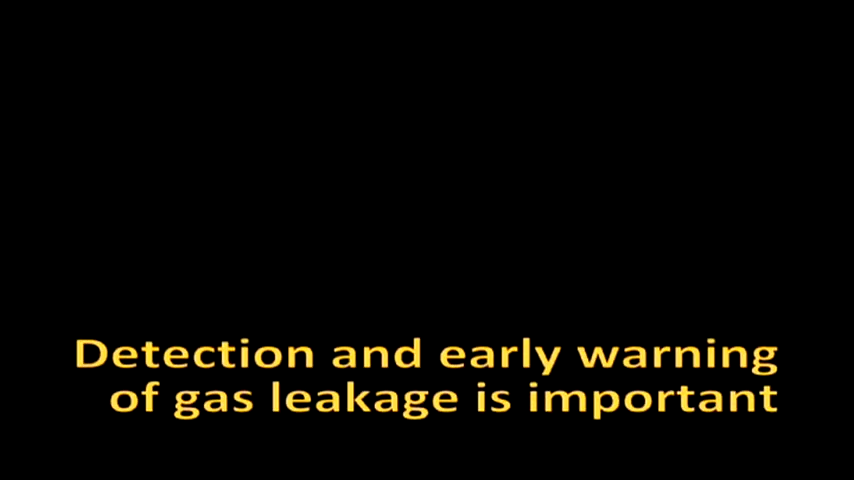 Detection and early warning
of gas leakage is important